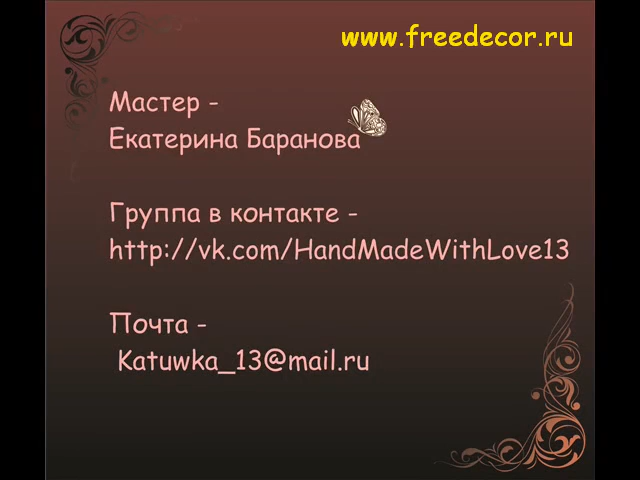 www.freedecor.ru
Мастер -
Екатерина Баранова
Группа в контакте -
http://vk.com/HandMadeWithLove13
Почта -
Katuwka_13@mail.ru